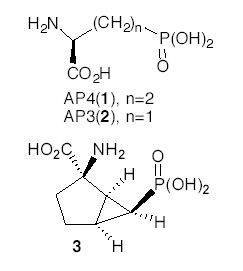 H₂N (CH₂)n P(OH)₂
O
CO₂H
AP4(1), n=2
AP3(2), n=1
HO₂C NH₂ O
H P(OH)₂
H
3 H